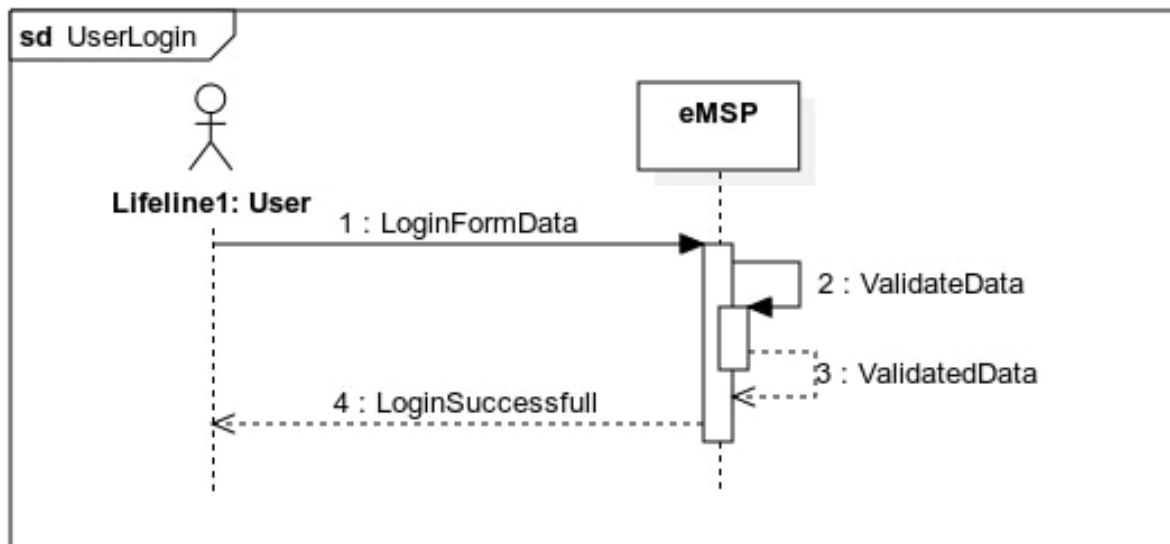 sd UserLogin
eMSP
Lifeline1: User
1 : LoginFormData
2 : ValidateData
3 : ValidatedData
4 : LoginSuccessfull